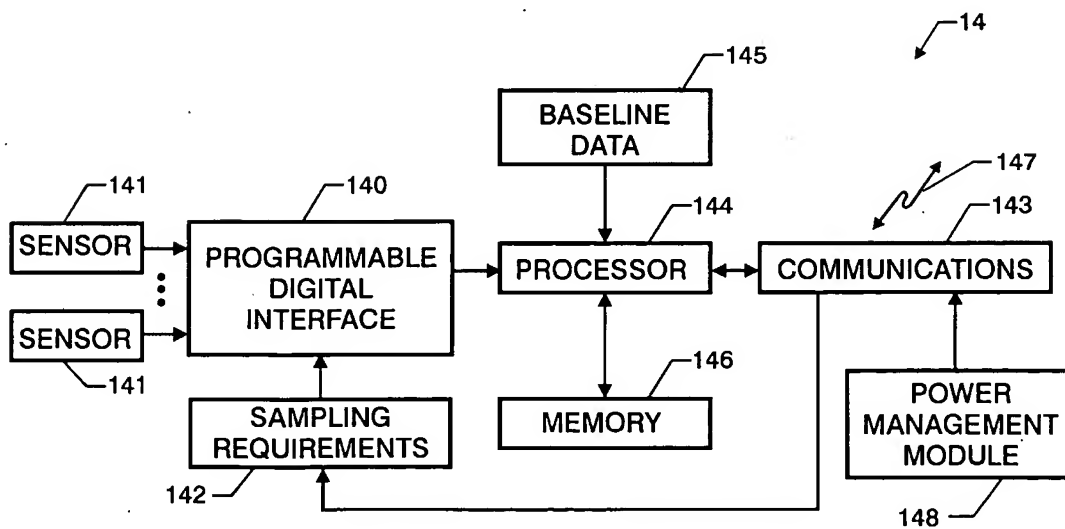 14
145
BASELINE
DATA
141
140
147
144
143
SENSOR
PROGRAMMABLE
DIGITAL
INTERFACE
PROCESSOR
COMMUNICATIONS
SENSOR
141
146
SAMPLING
REQUIREMENTS
MEMORY
POWER
MANAGEMENT
MODULE
142
148